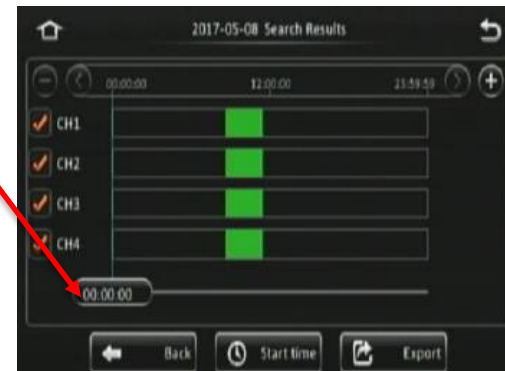 2017-05-08 Search Results
00:00:00 12:00:00 23:59:59
CH1
CH2
CH3
CH4
00:00:00
Back Start time Export